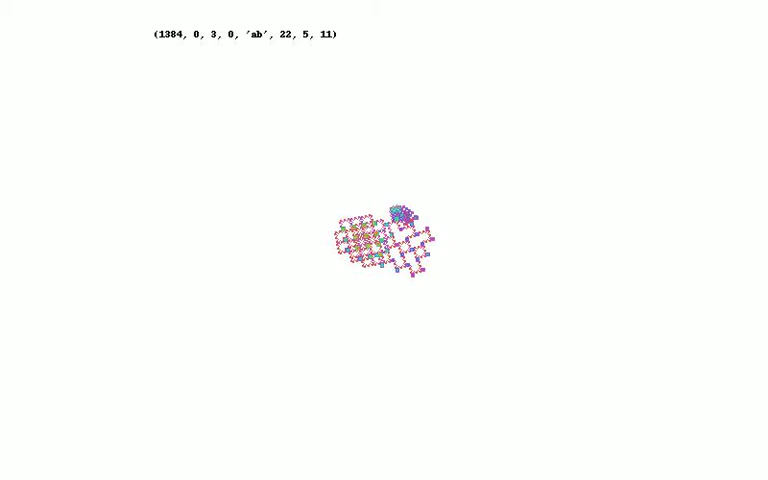 (1384, 0, 3, 0, 'ab', 22, 5, 11)